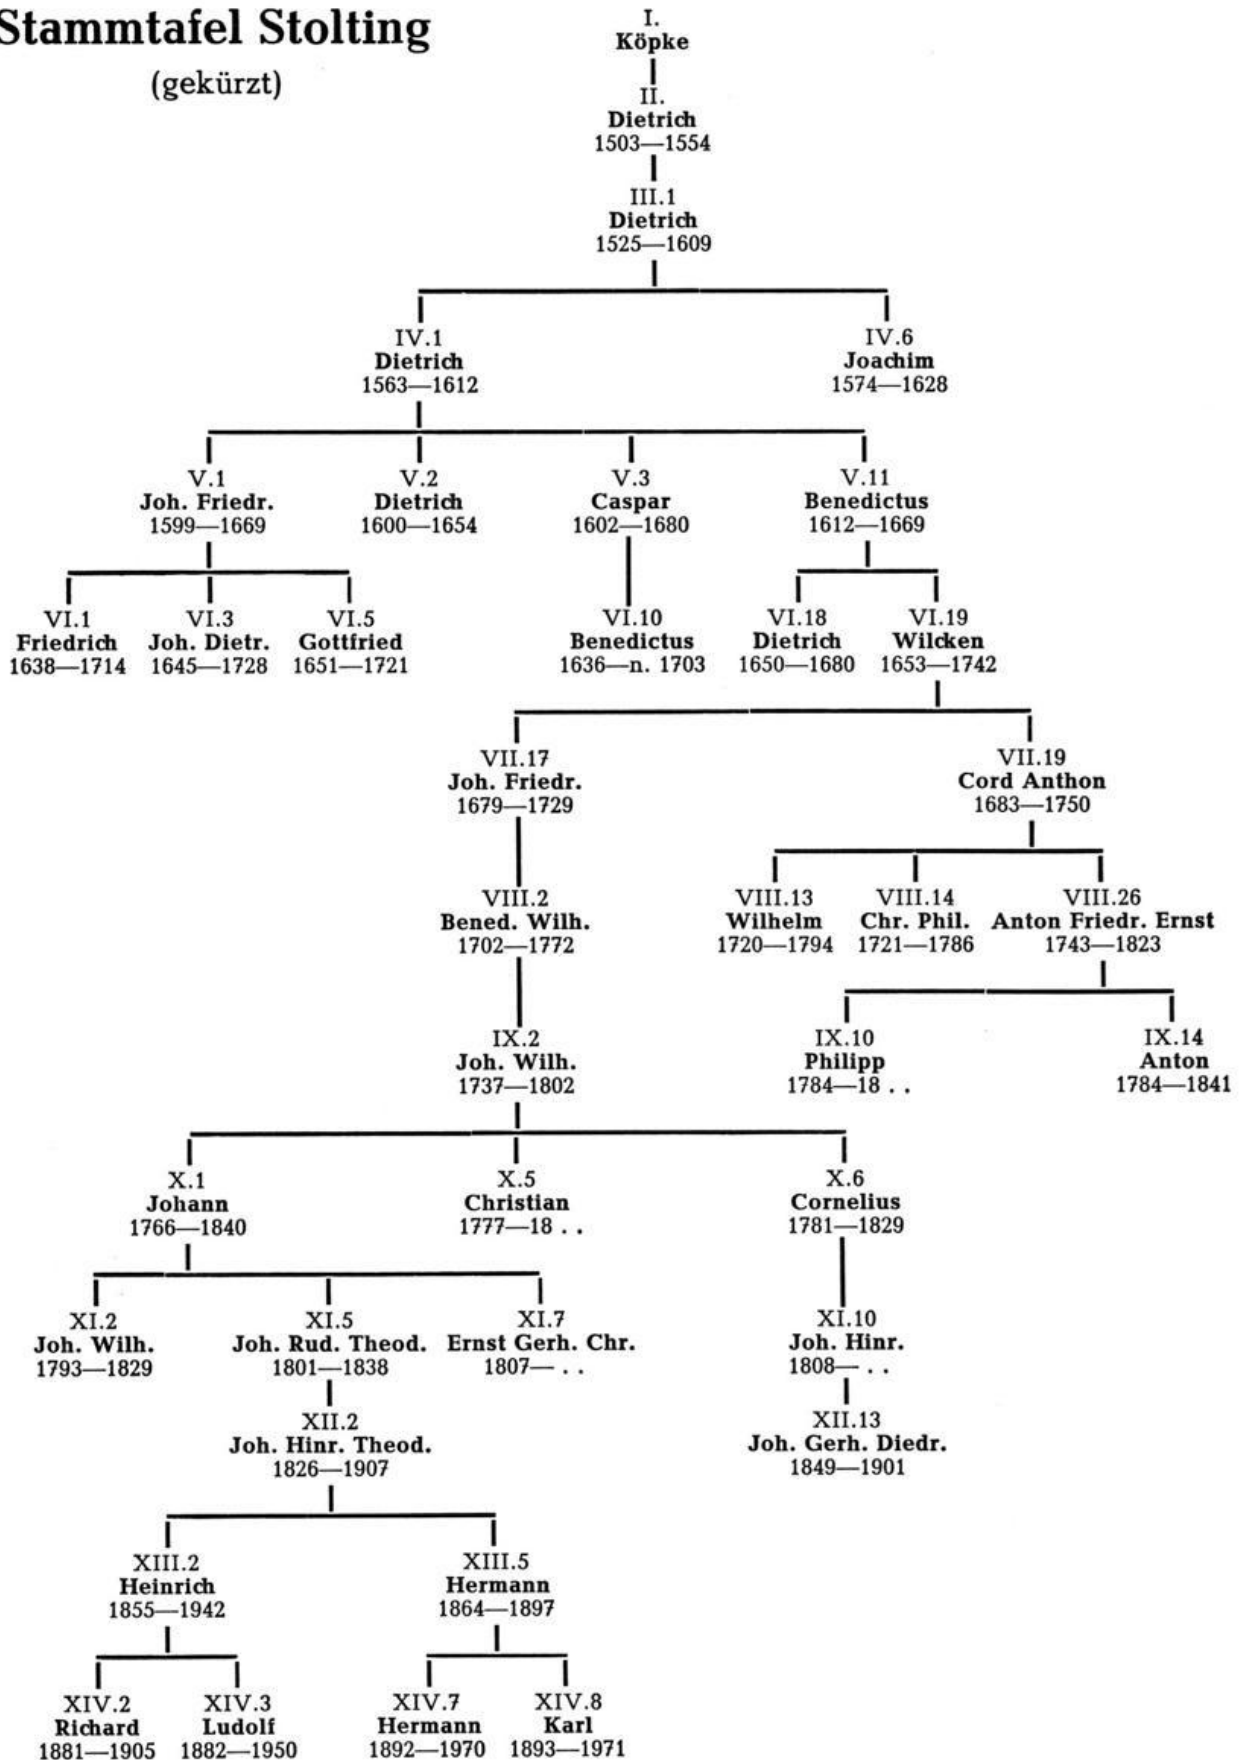 Stammtafel Stolting
(gekürzt)
I.
Köpke
II.
Dietrich
1503—1554
III.1
Dietrich
1525—1609
IV.1
Dietrich
1563—1612
IV.6
Joachim
1574—1628
V.1
Joh. Friedr.
1599—1669
V.2
Dietrich
1600—1654
V.3
Caspar
1602—1680
V.11
Benedictus
1612—1669
VI.1
Friedrich
1638—1714
VI.3
Joh. Dietr.
1645—1728
VI.5
Gottfried
1651—1721
VI.10
Benedictus
1636—n. 1703
VI.18
Dietrich
1650—1680
VI.19
Wilcken
1653—1742
VII.17
Joh. Friedr.
1679—1729
VII.19
Cord Anthon
1683—1750
VIII.2
Bened. Wilh.
1702—1772
VIII.13
Wilhelm
1720—1794
VIII.14
Chr. Phil.
1721—1786
VIII.26
Anton Friedr. Ernst
1743—1823
IX.2
Joh. Wilh.
1737—1802
IX.10
Philipp
1784—18 . .
IX.14
Anton
1784—1841
X.1
Johann
1766—1840
X.5
Christian
1777—18 . .
X.6
Cornelius
1781—1829
XI.2
Joh. Wilh.
1793—1829
XI.5
Joh. Rud. Theod.
1801—1838
XI.7
Ernst Gerh. Chr.
1807— . .
XI.10
Joh. Hinr.
1808— . .
XII.2
Joh. Hinr. Theod.
1826—1907
XII.13
Joh. Gerh. Diedr.
1849—1901
XIII.2
Heinrich
1855—1942
XIII.5
Hermann
1864—1897
XIV.2
Richard
1881—1905
XIV.3
Ludolf
1882—1950
XIV.7
Hermann
1892—1970
XIV.8
Karl
1893—1971